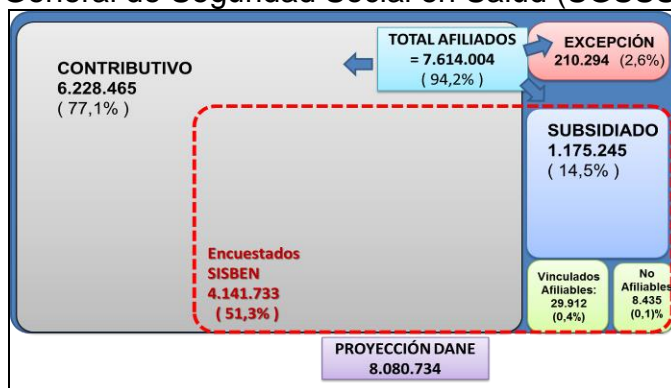 General de Seguridad Social en Salud (SGSSS
TOTAL AFILIADOS
= 7.614.004
( 94,2% )
EXCEPCIÓN
210.294 (2,6%)
CONTRIBUTIVO
6.228.465
( 77,1% )
SUBSIDIADO
1.175.245
( 14,5% )
Encuestados
SISBEN
4.141.733
( 51,3% )
Vinculados
Afiliables:
29.912
(0,4%)
No
Afiliables
8.435
(0,1)%
PROYECCIÓN DANE
8.080.734